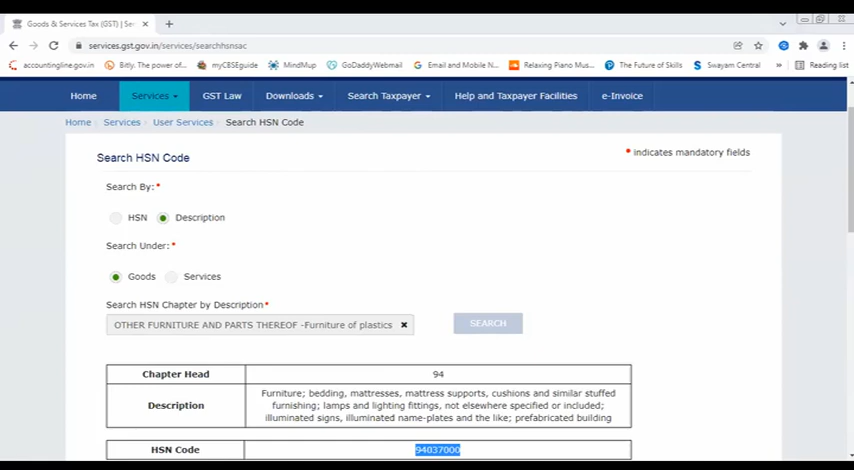 Goods & Services Tax (GST) | Se
services.gst.gov.in/services/searchhsnsac
accountingline.gov.in Bitly. The power of... myCBSEguide MindMup GoDaddyWebmail Email and Mobile N... Relaxing Piano Mus... The Future of Skills Swayam Central » Reading list
Home Services GST Law Downloads Search Taxpayer Help and Taxpayer Facilities e-Invoice
Home Services User Services Search HSN Code
Search HSN Code
* indicates mandatory fields
Search By:*
HSN Description
Search Under:*
Goods Services
Search HSN Chapter by Description*
OTHER FURNITURE AND PARTS THEREOF -Furniture of plastics × SEARCH
Chapter Head 94
Description
Furniture; bedding, mattresses, mattress supports, cushions and similar stuffed
furnishing; lamps and lighting fittings, not elsewhere specified or included;
illuminated signs, illuminated name-plates and the like; prefabricated building
HSN Code 94037000